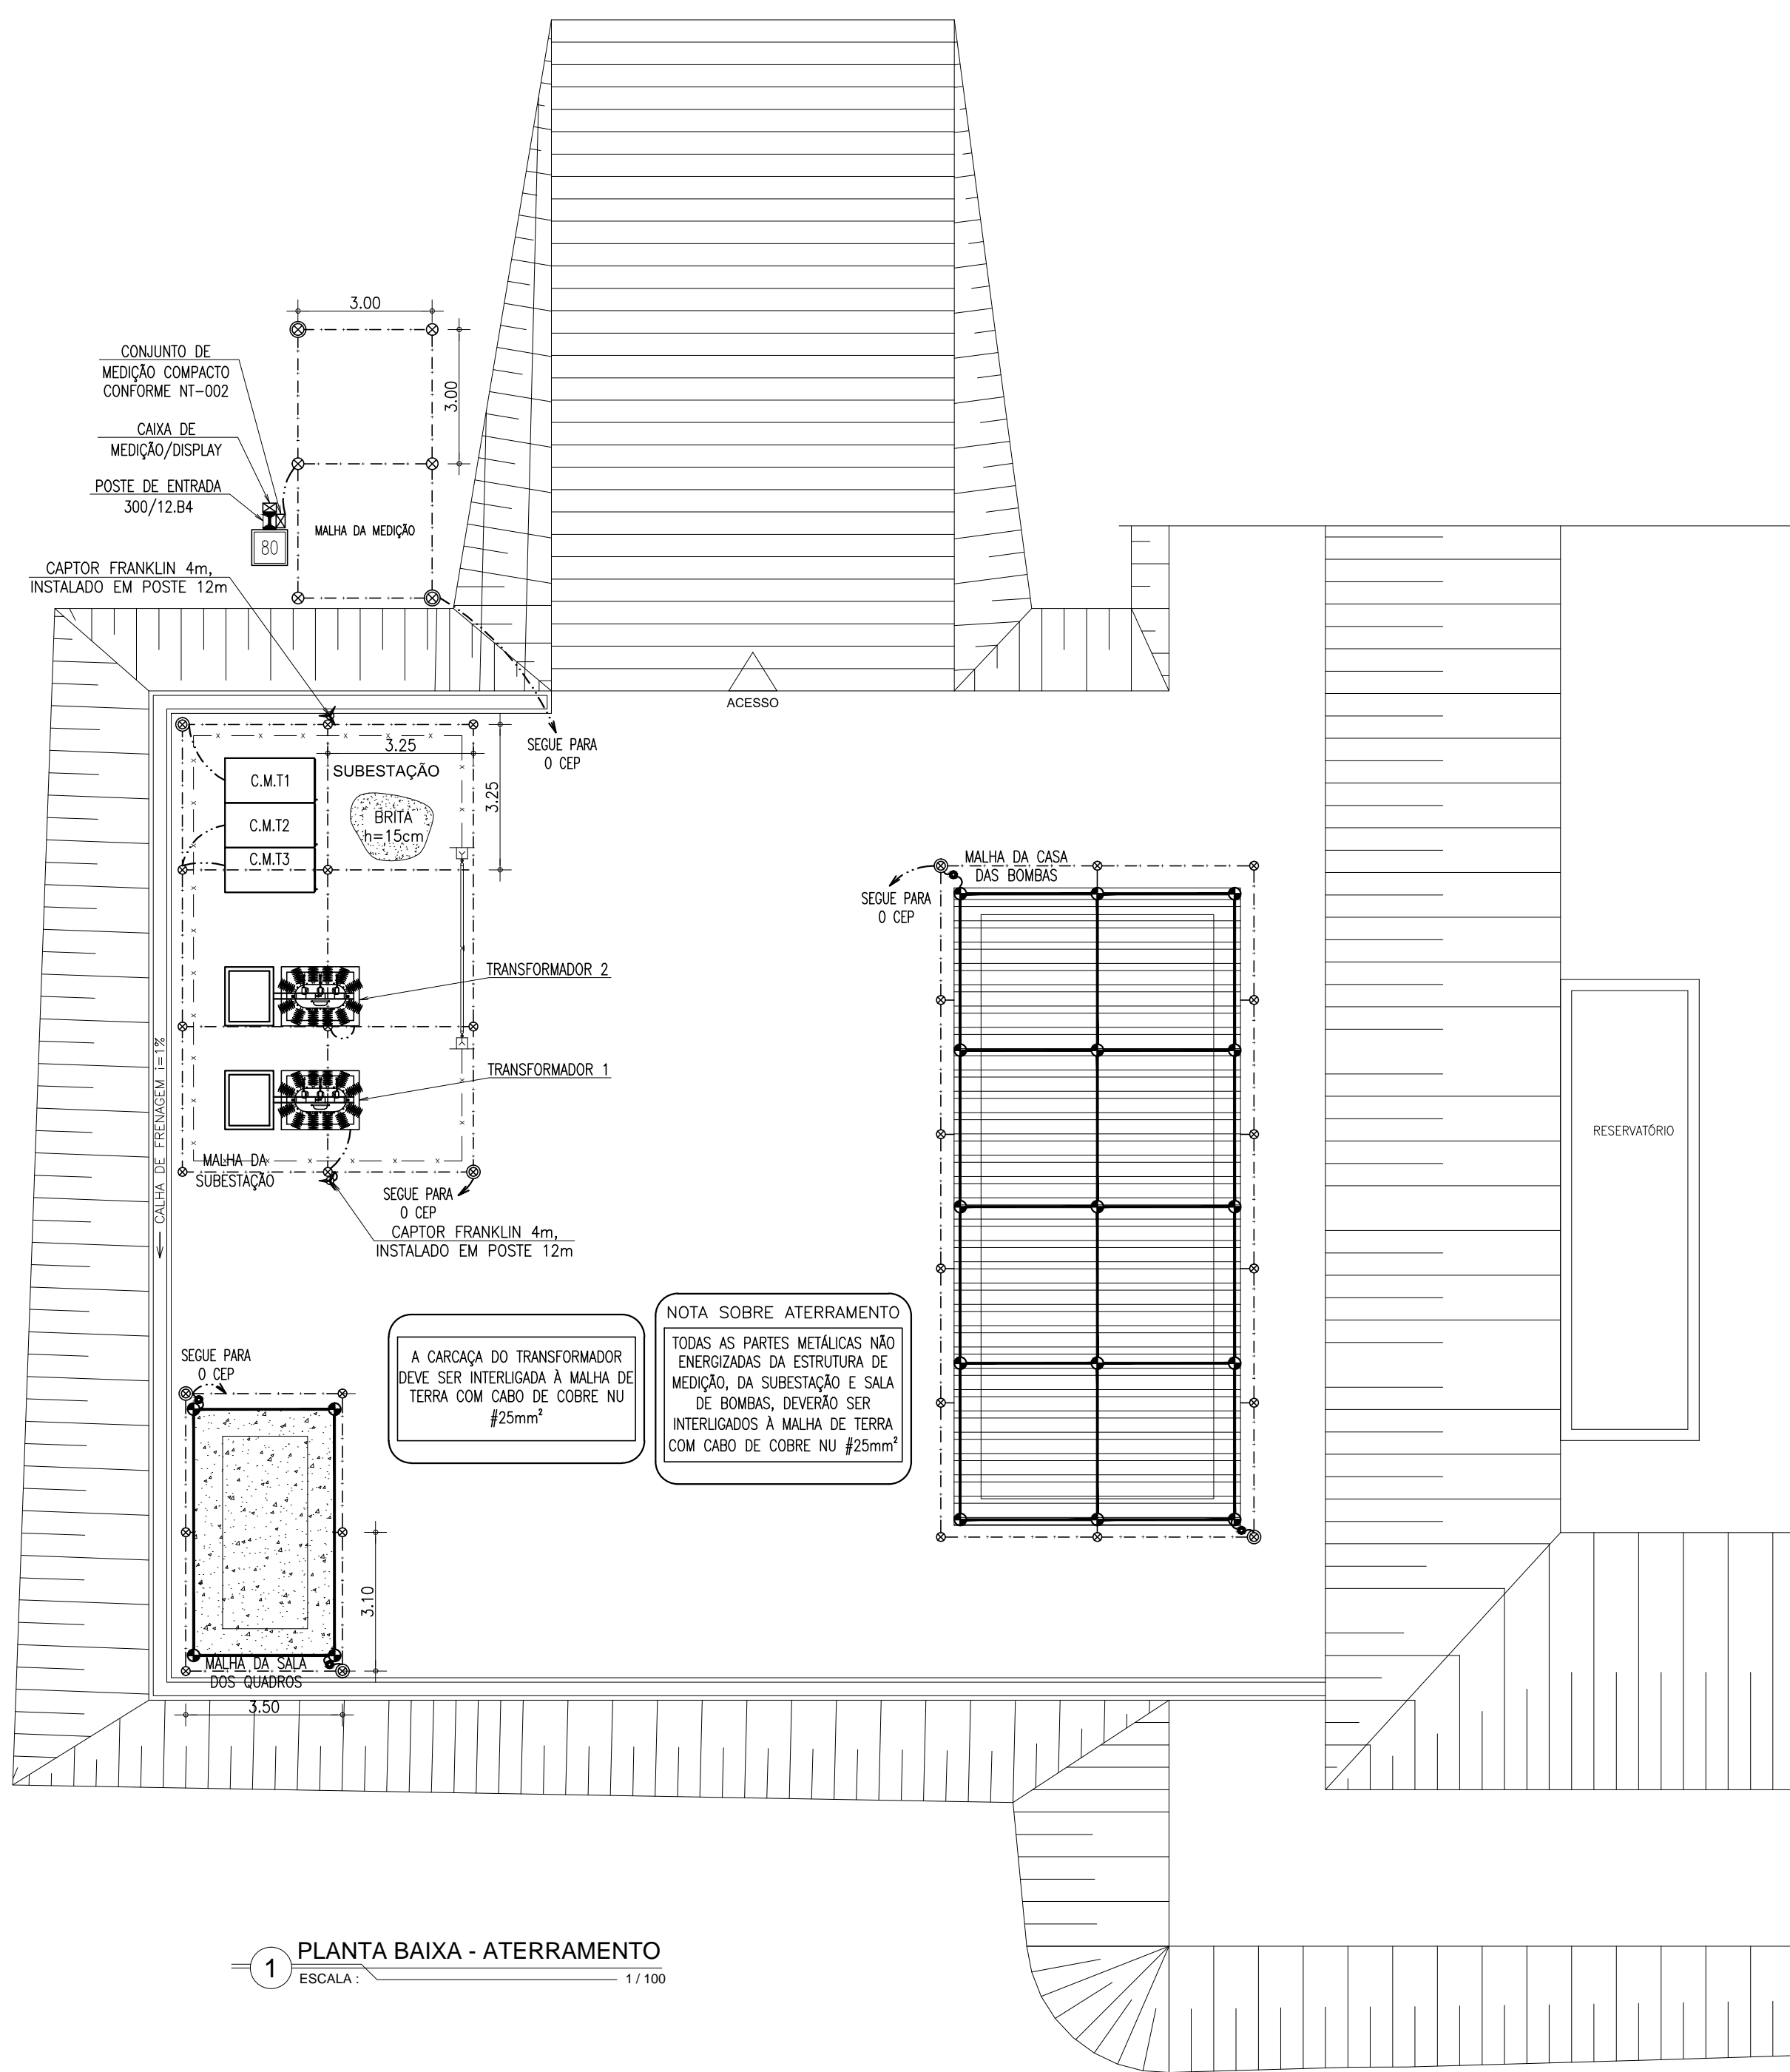 3.00
3.00
CONJUNTO DE
MEDIÇÃO COMPACTO
CONFORME NT-002
CAIXA DE
MEDIÇÃO/DISPLAY
POSTE DE ENTRADA
300/12.B4
80
MALHA DA MEDIÇÃO
CAPTOR FRANKLIN 4m,
INSTALADO EM POSTE 12m
ACESSO
SEGUE PARA
O CEP
3.25
SUBESTAÇÃO
3.25
C.M.T1
C.M.T2
C.M.T3
BRITA
h=15cm
MALHA DA CASA
DAS BOMBAS
SEGUE PARA
O CEP
TRANSFORMADOR 2
TRANSFORMADOR 1
CALHA DE FRENAGEM i=1%
RESERVATÓRIO
MALHA DA
SUBESTAÇÃO
SEGUE PARA
O CEP
CAPTOR FRANKLIN 4m,
INSTALADO EM POSTE 12m
A CARCAÇA DO TRANSFORMADOR
DEVE SER INTERLIGADA À MALHA DE
TERRA COM CABO DE COBRE NU
#25mm²
NOTA SOBRE ATERRAMENTO
TODAS AS PARTES METÁLICAS NÃO
ENERGIZADAS DA ESTRUTURA DE
MEDIÇÃO, DA SUBESTAÇÃO E SALA
DE BOMBAS, DEVERÃO SER
INTERLIGADOS À MALHA DE TERRA
COM CABO DE COBRE NU #25mm²
SEGUE PARA
O CEP
3.10
MALHA DA SALA
DOS QUADROS
3.50
1
PLANTA BAIXA - ATERRAMENTO
ESCALA : 1 / 100